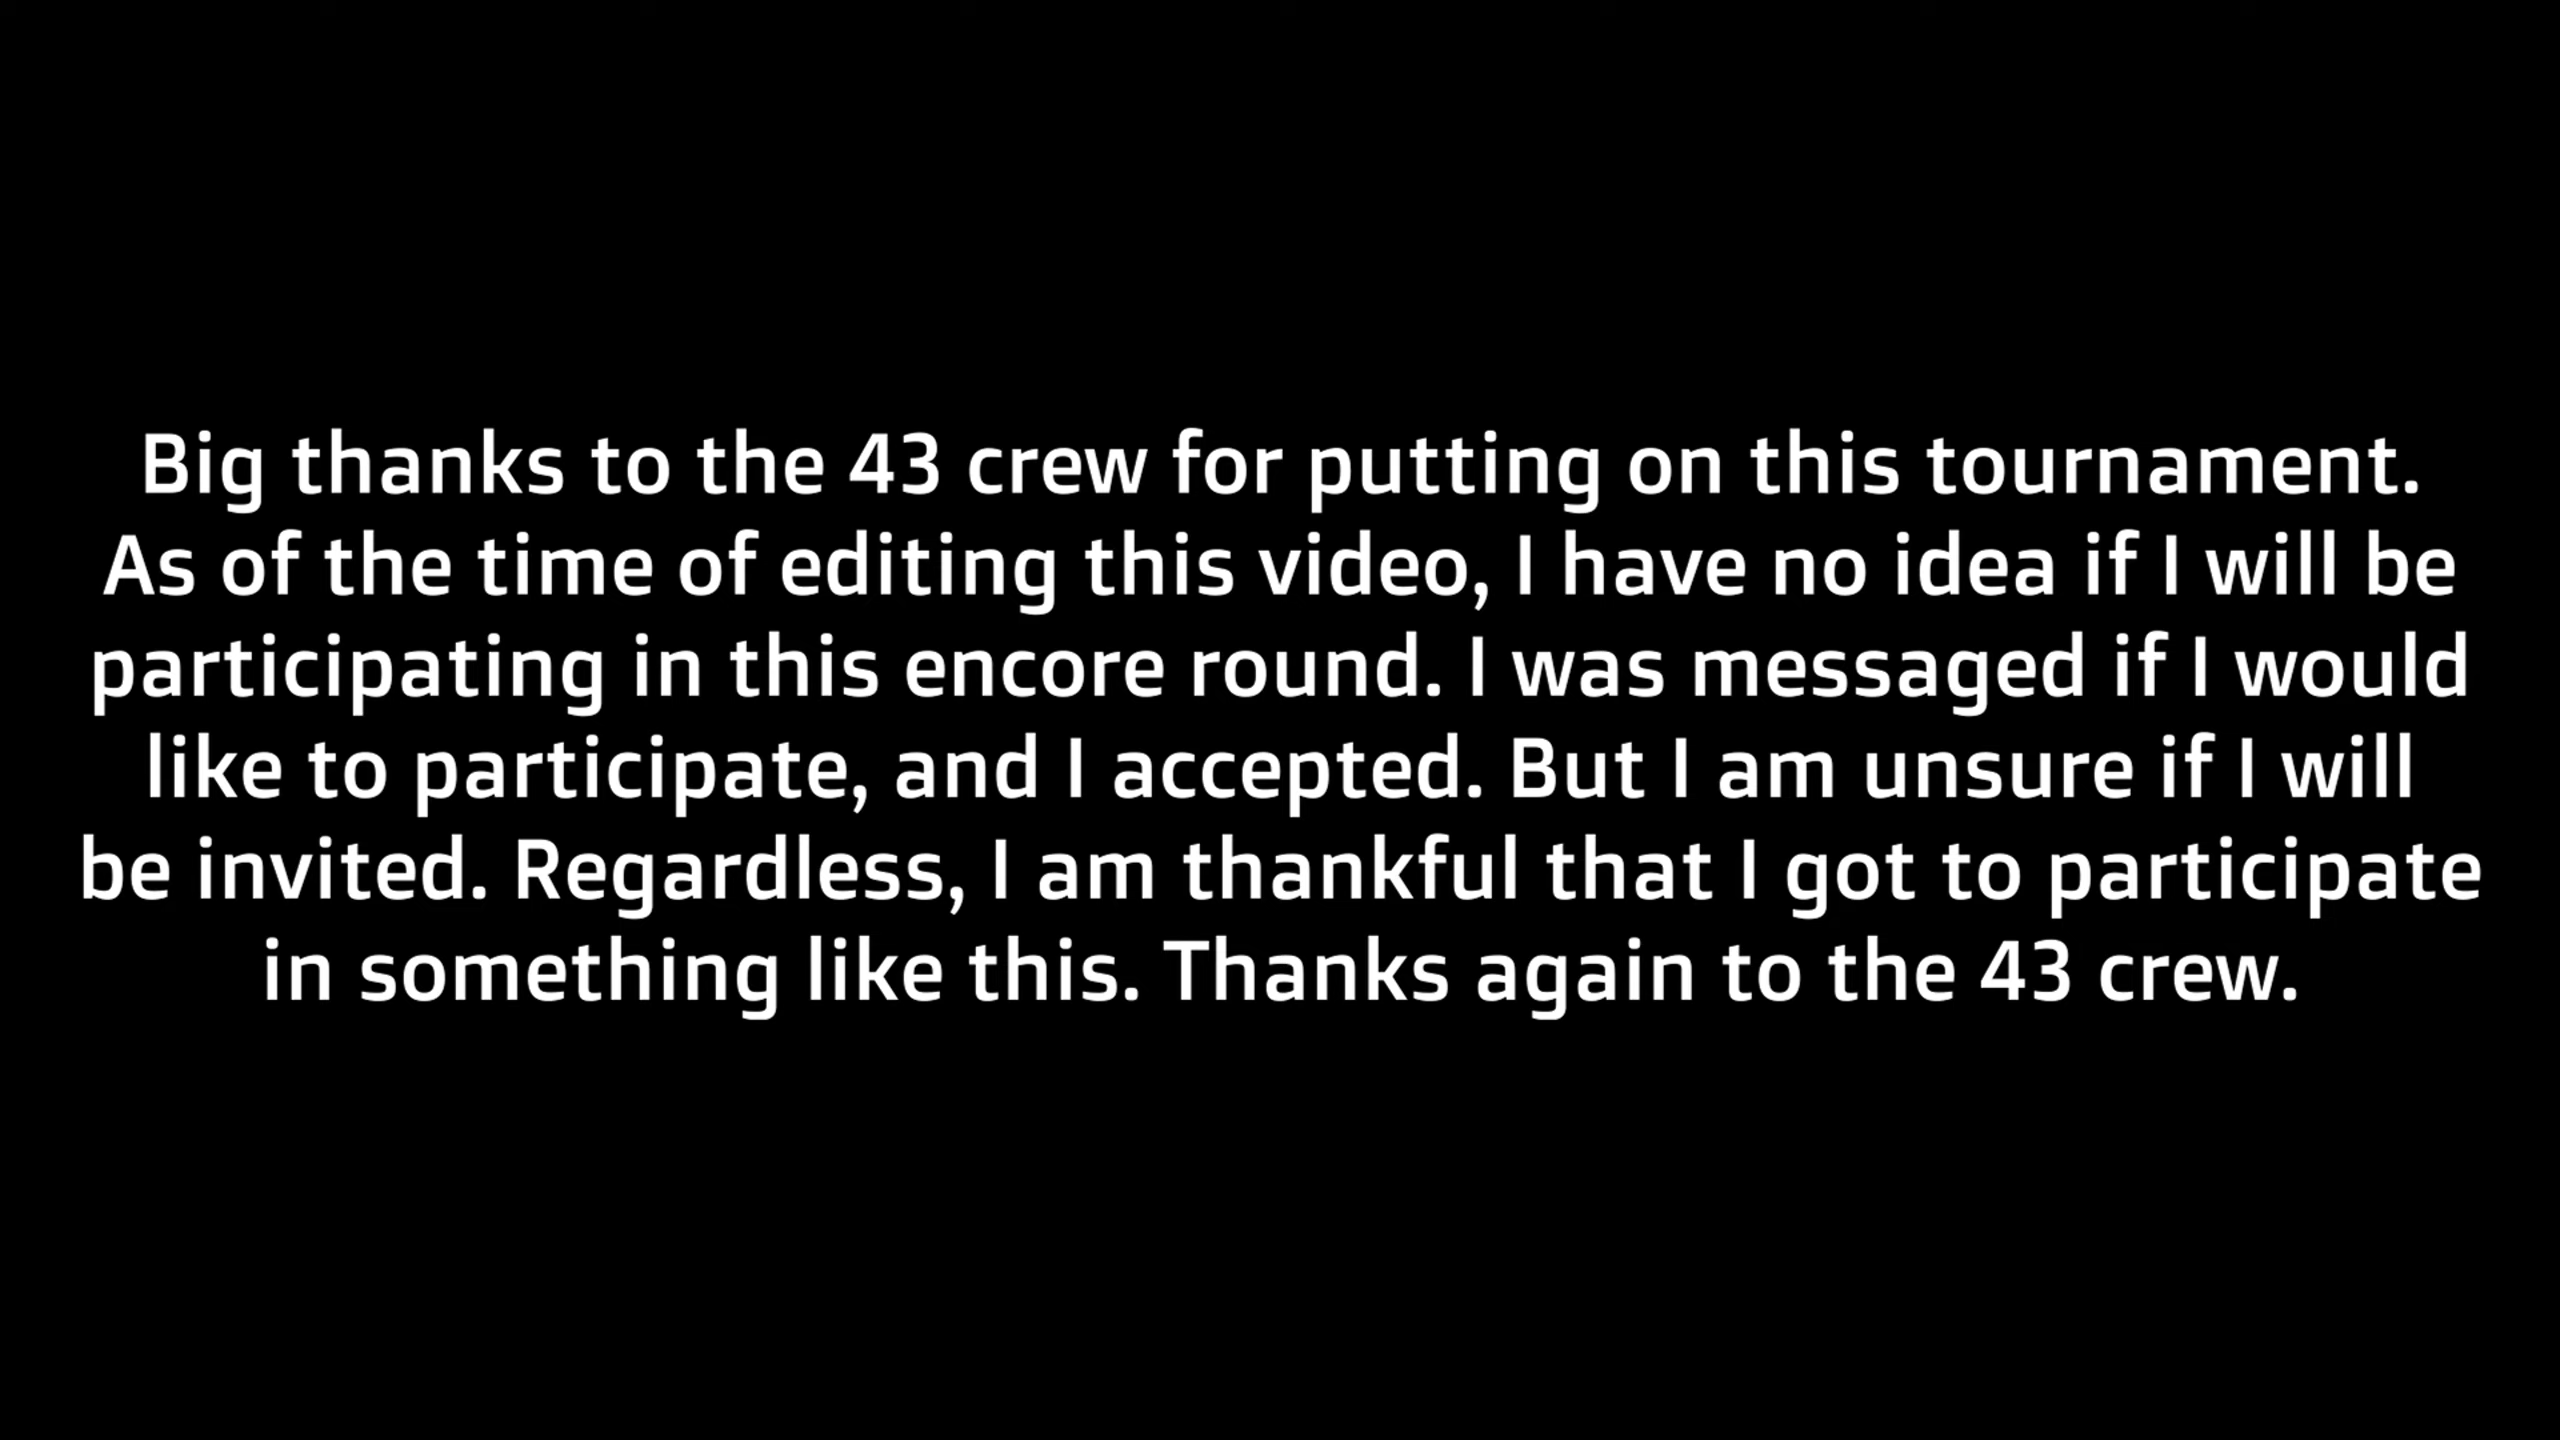 Big thanks to the 43 crew for putting on this tournament.
As of the time of editing this video, I have no idea if I will be
participating in this encore round. I was messaged if I would
like to participate, and I accepted. But I am unsure if I will
be invited. Regardless, I am thankful that I got to participate
in something like this. Thanks again to the 43 crew.